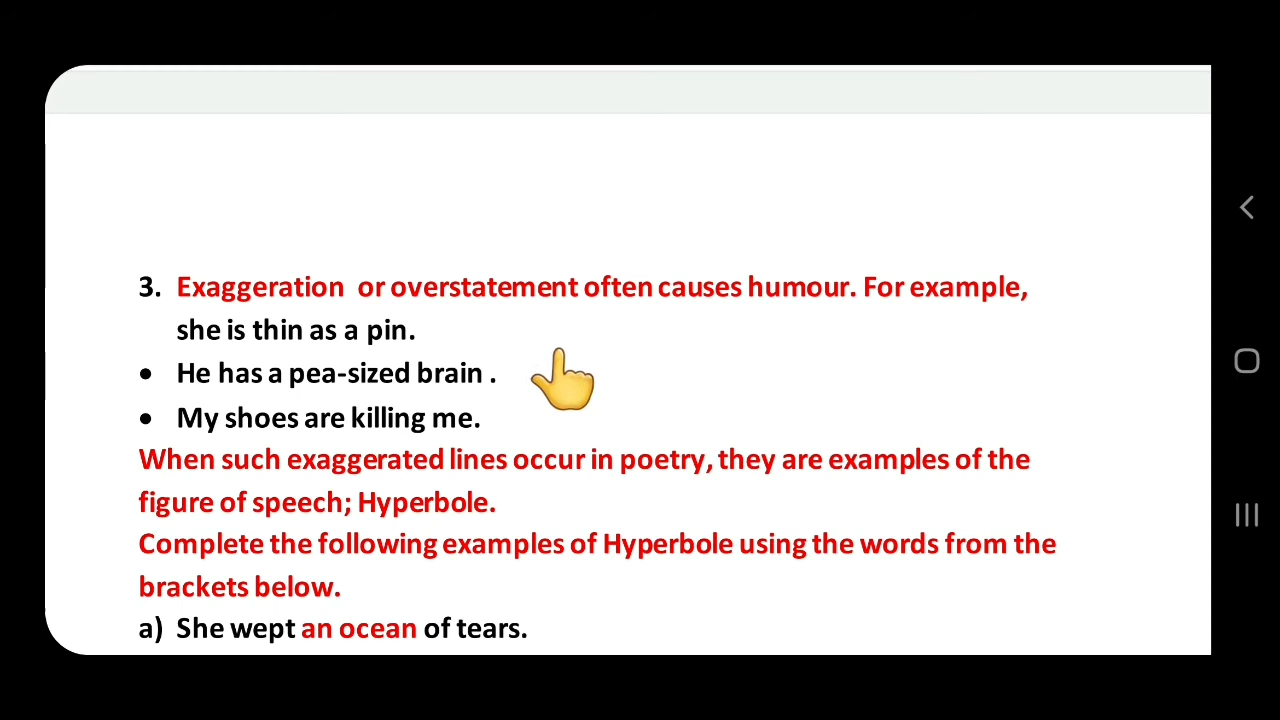 3. Exaggeration or overstatement often causes humour. For example,
she is thin as a pin.
• He has a pea-sized brain .
• My shoes are killing me.
When such exaggerated lines occur in poetry, they are examples of the
figure of speech; Hyperbole.
Complete the following examples of Hyperbole using the words from the
brackets below.
a) She wept an ocean of tears.